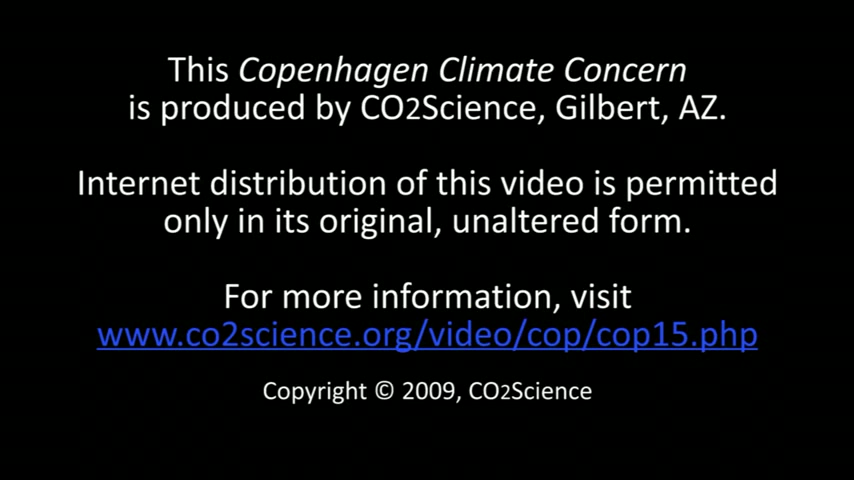 This Copenhagen Climate Concern
is produced by CO2Science, Gilbert, AZ.
Internet distribution of this video is permitted
only in its original, unaltered form.
For more information, visit
www.co2science.org/video/cop/cop15.php
Copyright © 2009, CO2Science